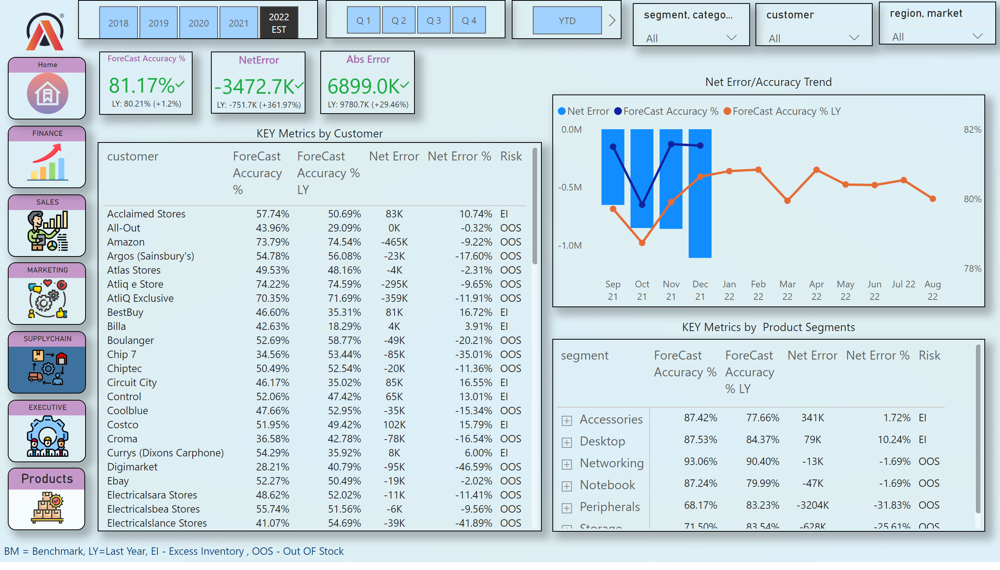 ®
2018
2019
2020
2021
2022
EST
Q 1
Q 2
Q 3
Q 4
YTD
segment, catego...
All
customer
All
region, market
All
Home
FINANCE
SALES
MARKETING
SUPPLYCHAIN
EXECUTIVE
Products
ForeCast Accuracy %
81.17%
LY: 80.21% (+1.2%)
NetError
-3472.7K
LY: -751.7K (+361.97%)
Abs Error
6899.0K
LY: 9780.7K (+29.46%)
KEY Metrics by Customer
customer ForeCast Accuracy % ForeCast Accuracy % LY Net Error Net Error % Risk
Acclaimed Stores 57.74% 50.69% 83K 10.74% EI
All-Out 43.96% 29.09% 0K -0.32% OOS
Amazon 73.79% 74.54% -465K -9.22% OOS
Argos (Sainsbury's) 54.78% 56.08% -23K -17.60% OOS
Atlas Stores 49.53% 48.16% -4K -2.31% OOS
Atliq e Store 74.22% 74.59% -295K -9.65% OOS
AtliQ Exclusive 70.35% 71.69% -359K -11.91% OOS
BestBuy 46.60% 35.31% 81K 16.72% EI
Billa 42.63% 18.29% 4K 3.91% EI
Boulanger 52.69% 58.77% -49K -20.21% OOS
Chip 7 34.56% 53.44% -85K -35.01% OOS
Chiptec 50.49% 52.54% -20K -11.36% OOS
Circuit City 46.17% 35.02% 85K 16.55% EI
Control 52.06% 47.42% 65K 13.01% EI
Coolblue 47.66% 52.95% -35K -15.34% OOS
Costco 51.95% 49.42% 102K 15.79% EI
Croma 36.58% 42.78% -78K -16.54% OOS
Currys (Dixons Carphone) 54.29% 35.92% 8K 6.00% EI
Digimarket 28.21% 40.79% -95K -46.59% OOS
Ebay 52.27% 50.49% -19K -2.02% OOS
Electricalsara Stores 48.62% 52.02% -11K -11.41% OOS
Electricalsbea Stores 55.74% 51.56% -6K -9.56% OOS
Electricalslance Stores 41.07% 54.69% -39K -41.89% OOS
Net Error/Accuracy Trend
Net Error ForeCast Accuracy % ForeCast Accuracy % LY
0.0M
-0.5M
-1.0M
82%
80%
78%
Sep 21
Oct 21
Nov 21
Dec 21
Jan 22
Feb 22
Mar 22
Apr 22
May 22
Jun 22
Jul 22
Aug 22
KEY Metrics by Product Segments
segment ForeCast Accuracy % ForeCast Accuracy % LY Net Error Net Error % Risk
Accessories 87.42% 77.66% 341K 1.72% EI
Desktop 87.53% 84.37% 79K 10.24% EI
Networking 93.06% 90.40% -13K -1.69% OOS
Notebook 87.24% 79.99% -47K -1.69% OOS
Peripherals 68.17% 83.23% -3204K -31.83% OOS
Storage 71.50% 83.54% -628K -25.61% OOS
BM = Benchmark, LY=Last Year, EI - Excess Inventory , OOS - Out OF Stock